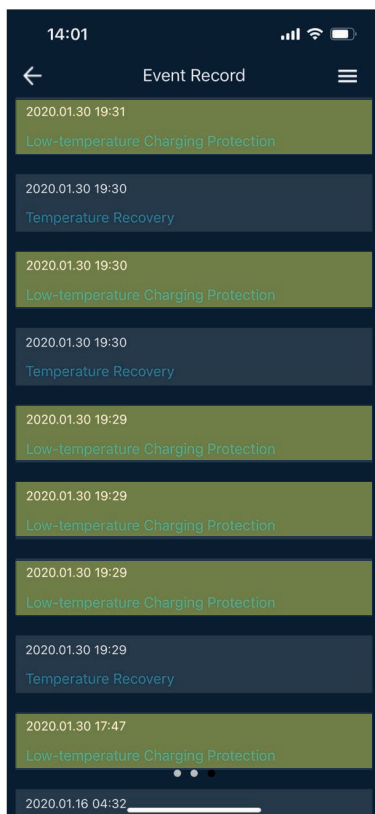 14:01
Event Record
2020.01.30 19:31
Low-temperature Charging Protection
2020.01.30 19:30
Temperature Recovery
2020.01.30 19:30
Low-temperature Charging Protection
2020.01.30 19:30
Temperature Recovery
2020.01.30 19:29
Low-temperature Charging Protection
2020.01.30 19:29
Low-temperature Charging Protection
2020.01.30 19:29
Low-temperature Charging Protection
2020.01.30 19:29
Temperature Recovery
2020.01.30 17:47
Low-temperature Charging Protection
2020.01.16 04:32